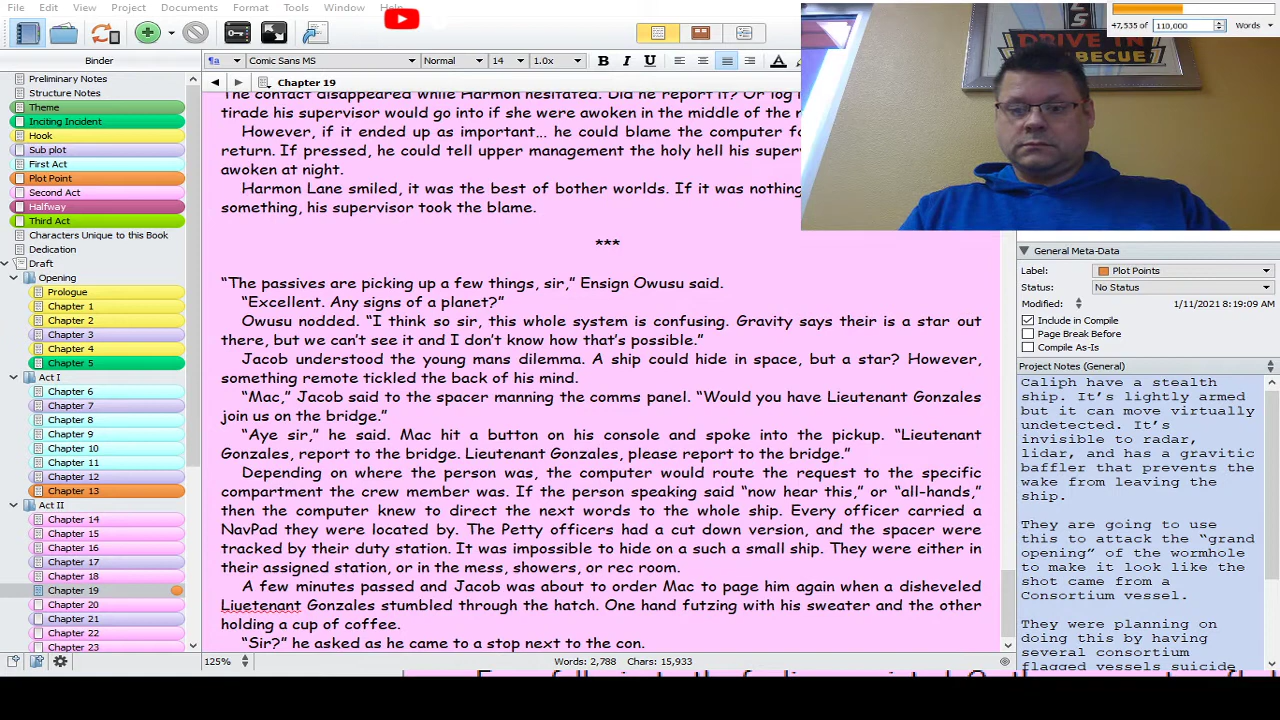 File Edit View Project Documents Format Tools Window Help
47,535 of 110,000 Words
Binder
Comic Sans MS Normal 14 1.0x B I U A
Chapter 19
DRIVE IN
BECUE
Preliminary Notes
Structure Notes
Theme
Inciting Incident
Hook
Sub plot
First Act
Plot Point
Second Act
Halfway
Third Act
Characters Unique to this Book
Dedication
Draft
Opening
Prologue
Chapter 1
Chapter 2
Chapter 3
Chapter 4
Chapter 5
Act I
Chapter 6
Chapter 7
Chapter 8
Chapter 9
Chapter 10
Chapter 11
Chapter 12
Chapter 13
Act II
Chapter 14
Chapter 15
Chapter 16
Chapter 17
Chapter 18
Chapter 19
Chapter 20
Chapter 21
Chapter 22
Chapter 23
The contact disappeared while Harmon hesitated. Did he report it? Or log
tirade his supervisor would go into if she were awoken in the middle of the
However, if it ended up as important... he could blame the computer
return. If pressed, he could tell upper management the holy hell his
awoken at night.
Harmon Lane smiled, it was the best of bother worlds. If it was nothing
something, his supervisor took the blame.
***
“The passives are picking up a few things, sir,” Ensign Owusu said.
“Excellent. Any signs of a planet?”
Owusu nodded. “I think so sir, this whole system is confusing. Gravity says their is a star out
there, but we can’t see it and I don’t know how that’s possible.”
Jacob understood the young mans dilemma. A ship could hide in space, but a star? However,
something remote tickled the back of his mind.
“Mac,” Jacob said to the spacer manning the comms panel. “Would you have Lieutenant Gonzales
join us on the bridge.”
“Aye sir,” he said. Mac hit a button on his console and spoke into the pickup. “Lieutenant
Gonzales, report to the bridge. Lieutenant Gonzales, please report to the bridge.”
Depending on where the person was, the computer would route the request to the specific
compartment the crew member was. If the person speaking said “now hear this,” or “all-hands,”
then the computer knew to direct the next words to the whole ship. Every officer carried a
NavPad they were located by. The Petty officers had a cut down version, and the spacer were
tracked by their duty station. It was impossible to hide on a such a small ship. They were either in
their assigned station, or in the mess, showers, or rec room.
A few minutes passed and Jacob was about to order Mac to page him again when a disheveled
Liuetenant Gonzales stumbled through the hatch. One hand futzing with his sweater and the other
holding a cup of coffee.
“Sir?” he asked as he came to a stop next to the con.
125% Words: 2,788 Chars: 15,933
General Meta-Data
Label: Plot Points
Status: No Status
Modified: 1/11/2021 8:19:09 AM
Include in Compile
Page Break Before
Compile As-Is
Project Notes (General)
Caliph have a stealth
ship. It’s lightly armed
but it can move virtually
undetected. It’s
invisible to radar,
lidar, and has a gravitic
baffler that prevents the
wake from leaving the
ship.
They are going to use
this to attack the “grand
opening” of the wormhole
to make it look like the
shot came from a
Consortium vessel.
They were planning on
doing this by having
several consortium
flagged vessels suicide